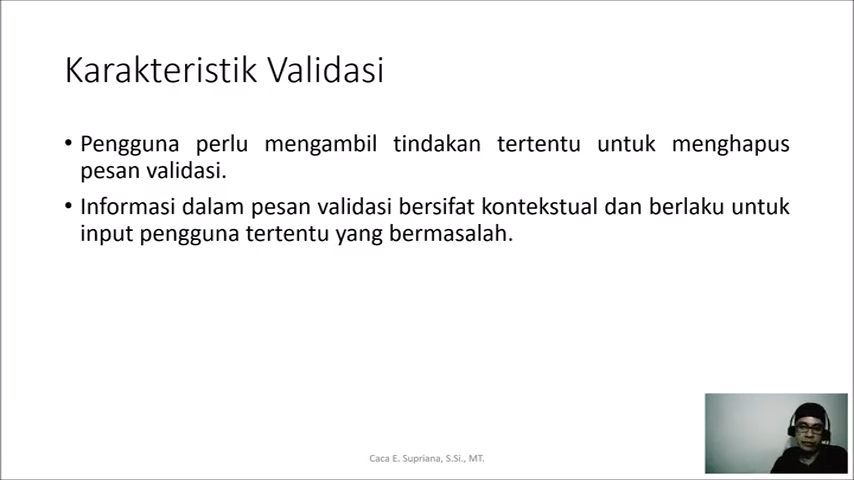 Karakteristik Validasi
• Pengguna perlu mengambil tindakan tertentu untuk menghapus
pesan validasi.
• Informasi dalam pesan validasi bersifat kontekstual dan berlaku untuk
input pengguna tertentu yang bermasalah.
Caca E. Supriana, S.Si., MT.